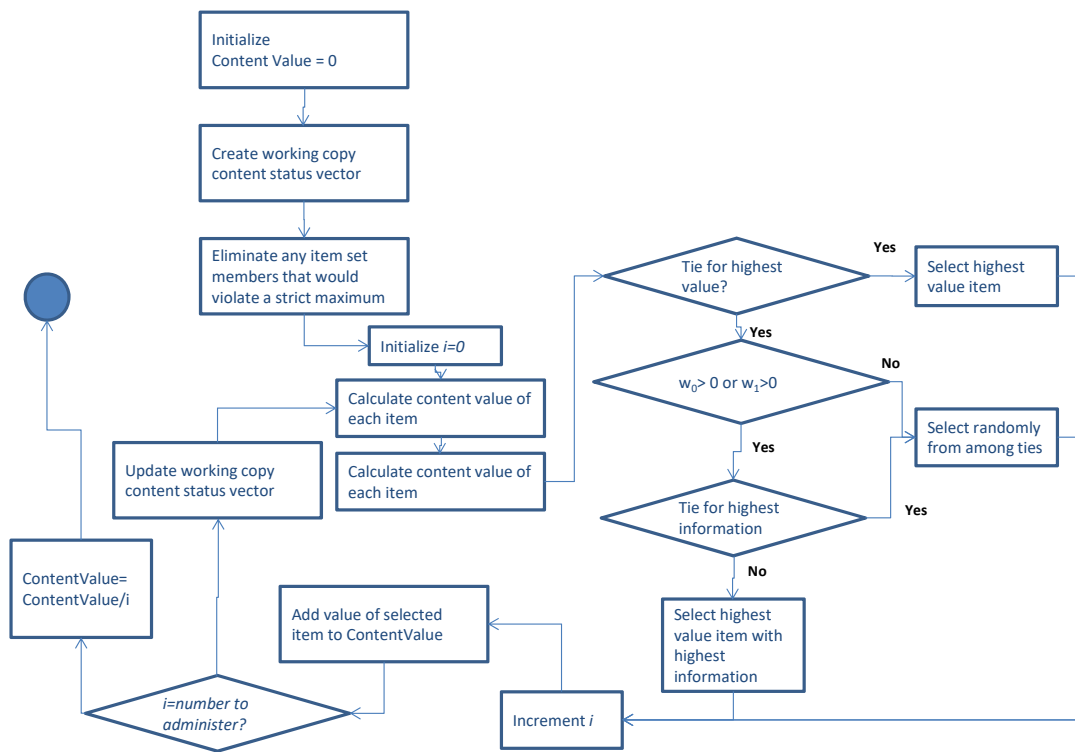 Initialize
Content Value = 0
Create working copy
content status vector
Eliminate any item set
members that would
violate a strict maximum
Initialize i=0
Calculate content value of
each item
Calculate content value of
each item
Update working copy
content status vector
Tie for highest
value?
Yes
Select highest
value item
Yes
w₀> 0 or w₁>0
No
Select randomly
from among ties
Yes
Tie for highest
information
Yes
No
Select highest
value item with
highest
information
Increment i
Add value of selected
item to ContentValue
i=number to
administer?
ContentValue=
ContentValue/i